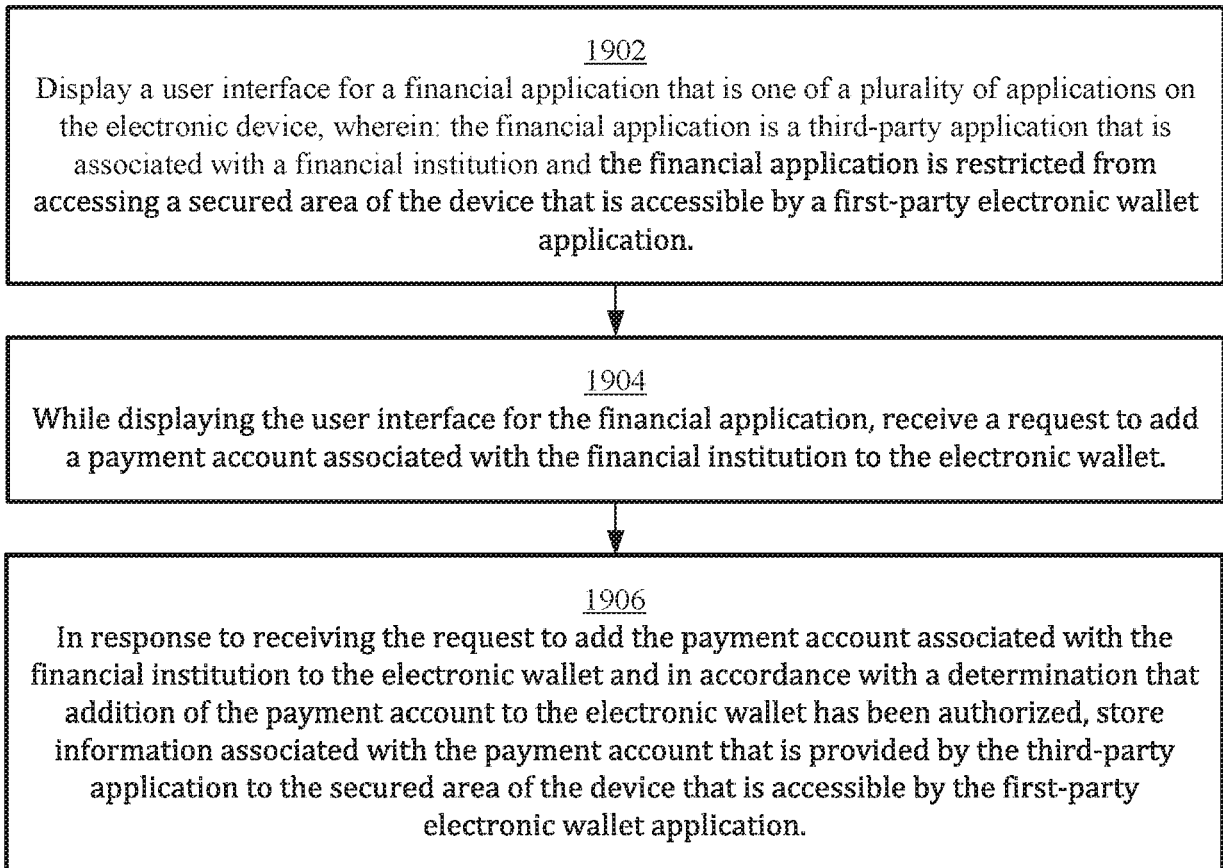 1902
Display a user interface for a financial application that is one of a plurality of applications on
the electronic device, wherein: the financial application is a third-party application that is
associated with a financial institution and the financial application is restricted from
accessing a secured area of the device that is accessible by a first-party electronic wallet
application.
1904
While displaying the user interface for the financial application, receive a request to add
a payment account associated with the financial institution to the electronic wallet.
1906
In response to receiving the request to add the payment account associated with the
financial institution to the electronic wallet and in accordance with a determination that
addition of the payment account to the electronic wallet has been authorized, store
information associated with the payment account that is provided by the third-party
application to the secured area of the device that is accessible by the first-party
electronic wallet application.